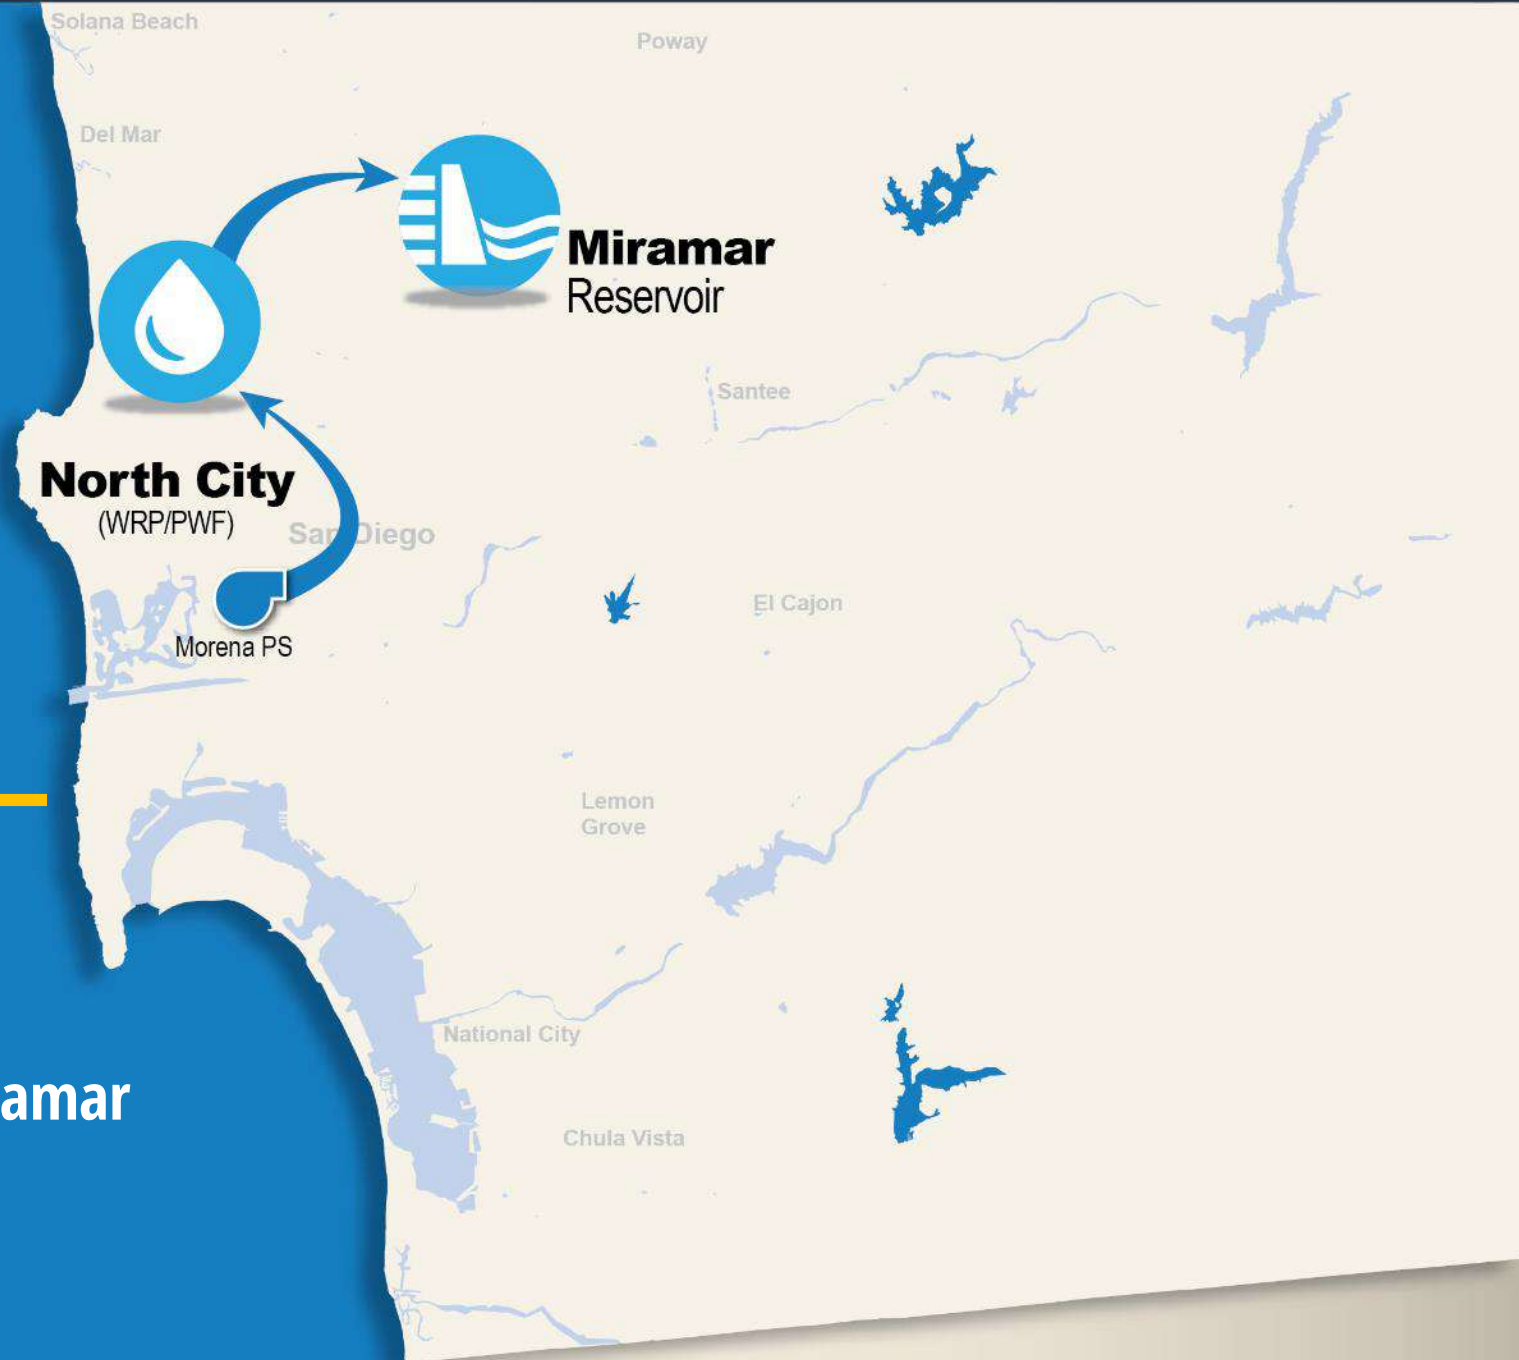 Solana Beach
Poway
Del Mar
Miramar
Reservoir
Santee
North City
(WRP/PWF)
San Diego
El Cajon
Morena PS
Lemon
Grove
National City
amar
Chula Vista